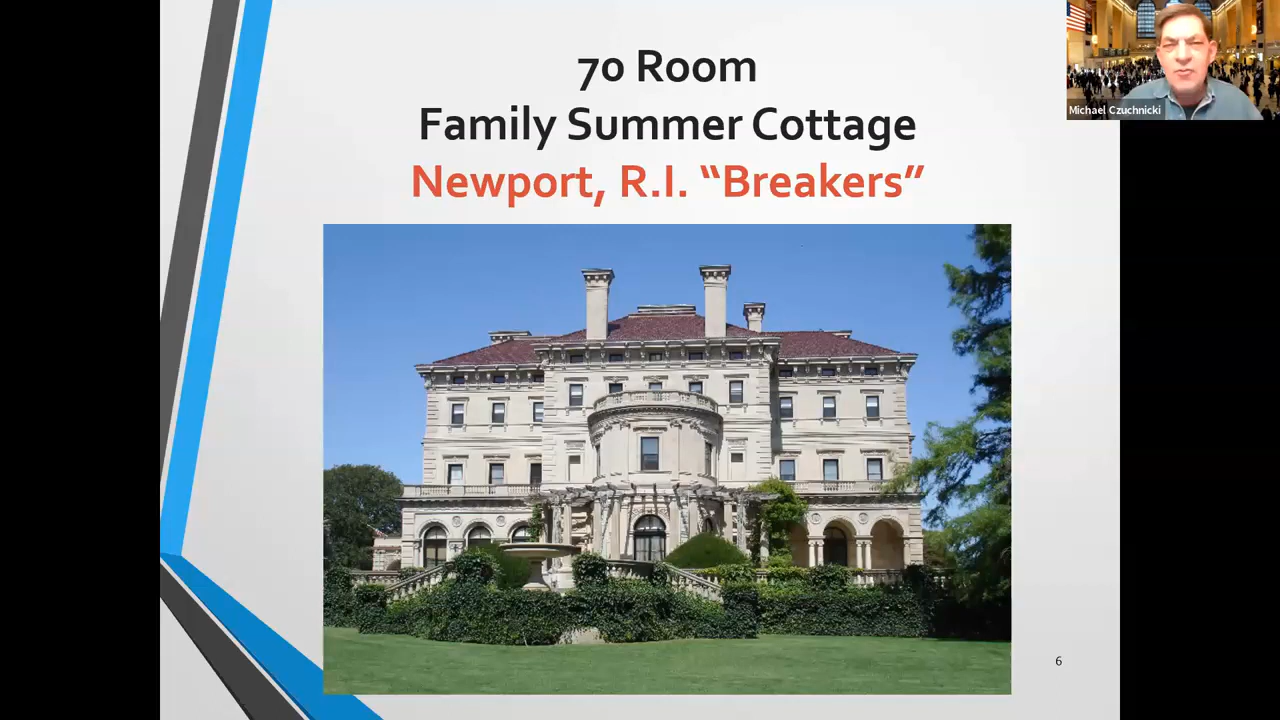 70 Room
Family Summer Cottage
Newport, R.I. “Breakers”
Michael Czuchnicki
6